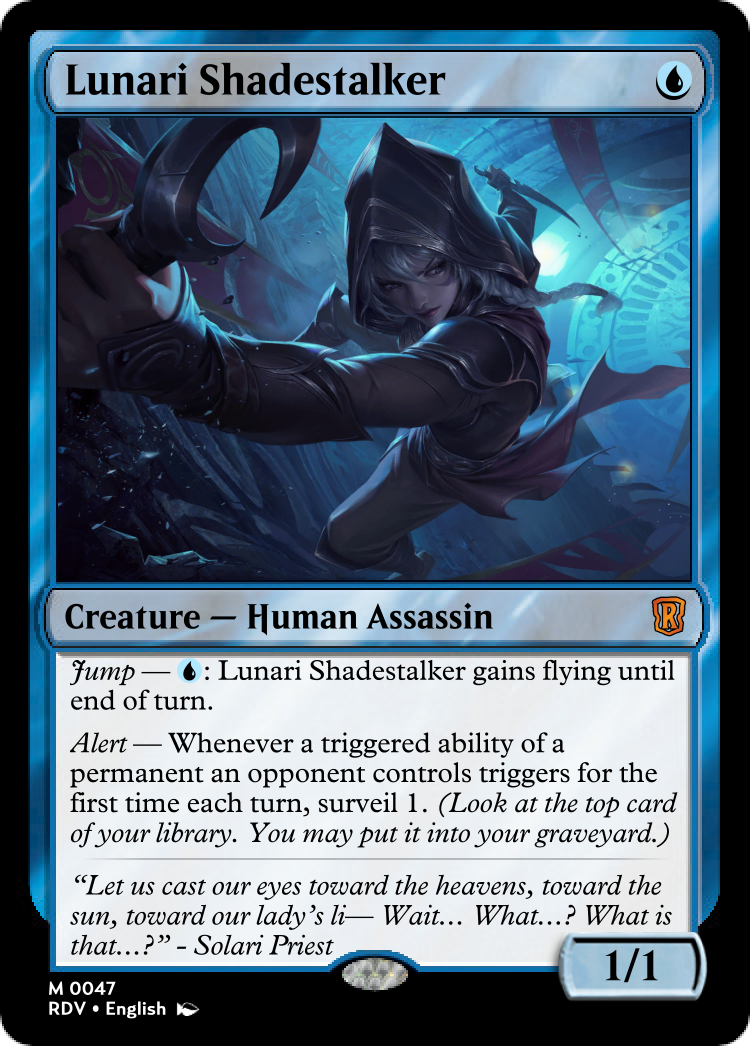 Lunari Shadestalker
Creature — Human Assassin
R
Jump — : Lunari Shadestalker gains flying until
end of turn.
Alert — Whenever a triggered ability of a
permanent an opponent controls triggers for the
first time each turn, surveil 1. (Look at the top card
of your library. You may put it into your graveyard.)
“Let us cast our eyes toward the heavens, toward the
sun, toward our lady’s li— Wait... What...? What is
that...?” - Solari Priest
1/1
M 0047
RDV • English